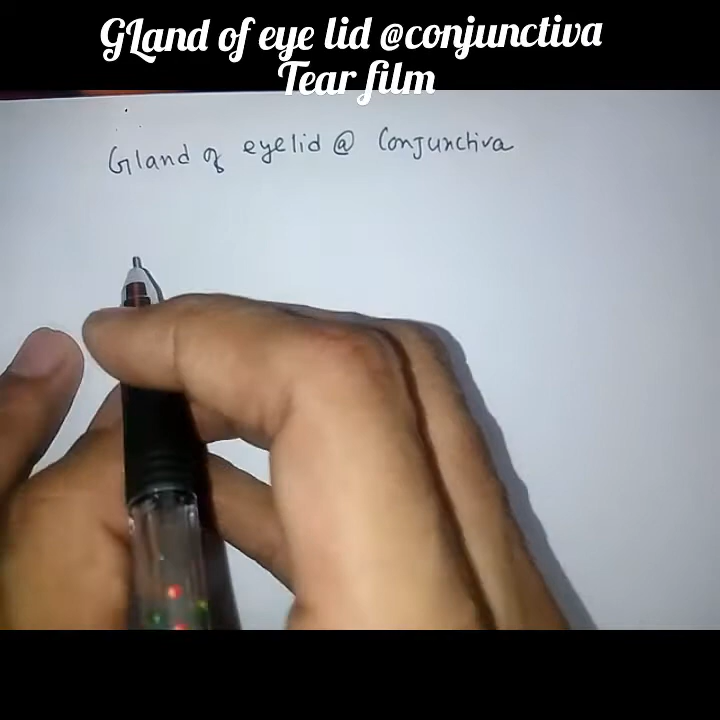 GLand of eye lid @conjunctiva
Tear film
Gland of eyelid @ Conjunctiva